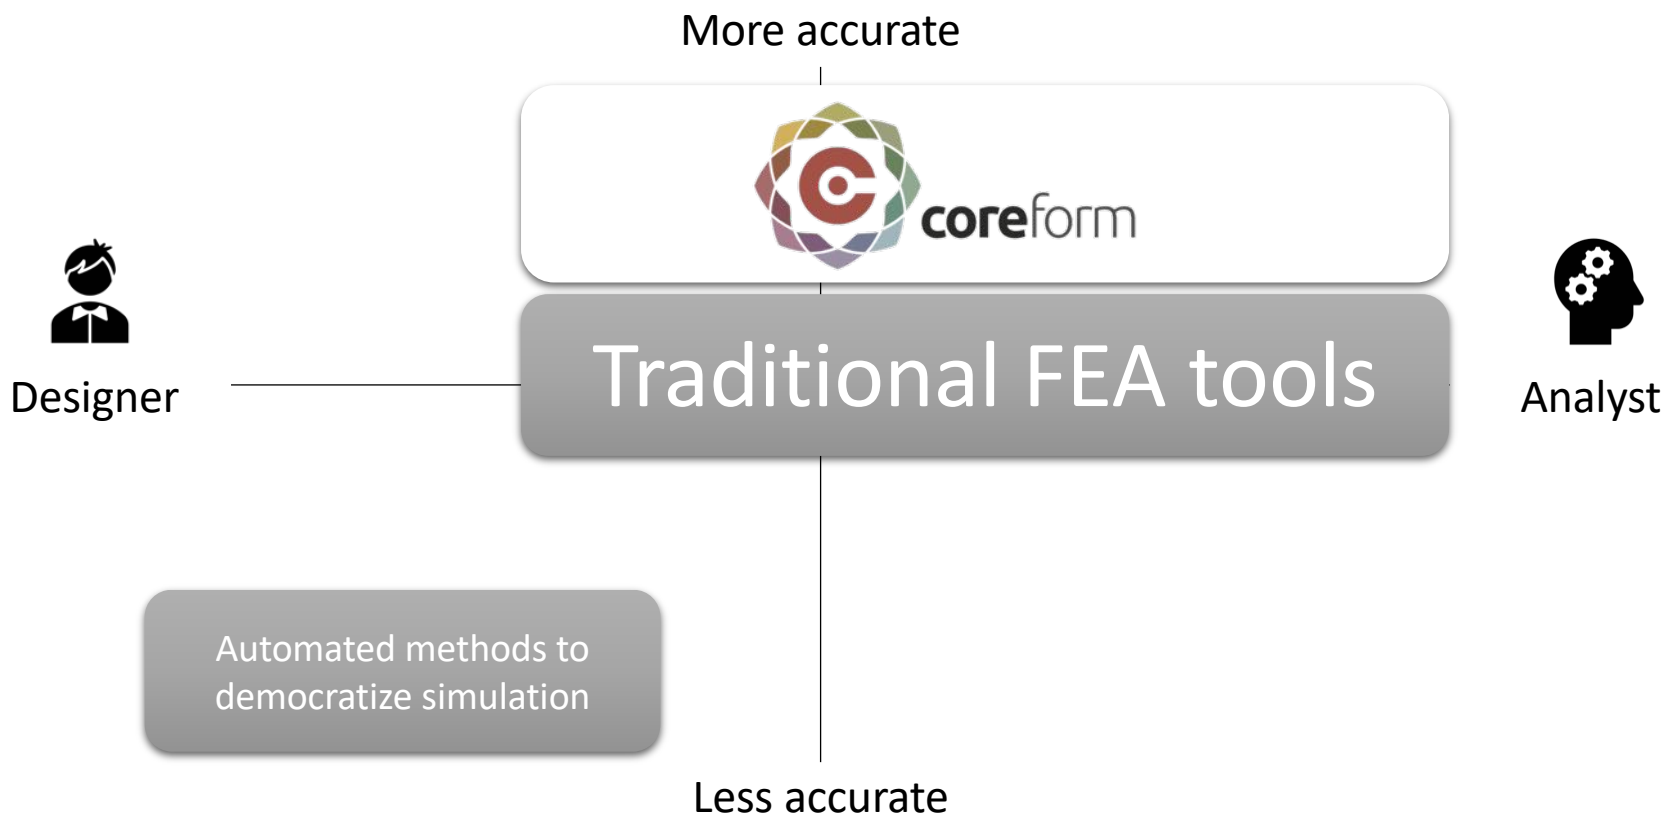 More accurate
coreform
Designer
Traditional FEA tools
Analyst
Automated methods to
democratize simulation
Less accurate